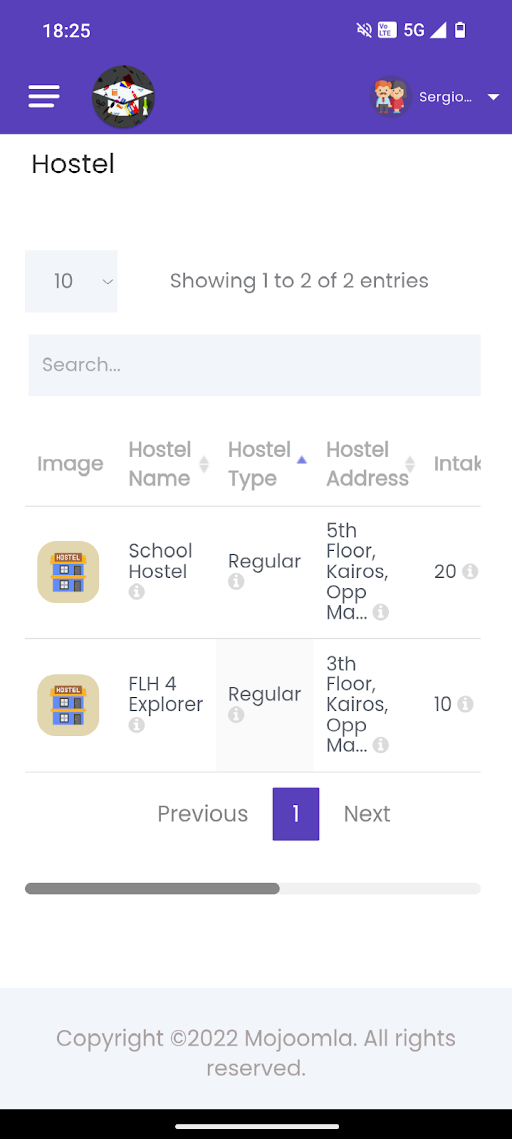 18:25
Vo
LTE
5G
Sergio...
Hostel
10
Showing 1 to 2 of 2 entries
Search...
Image
Hostel
Name
Hostel
Type
Hostel
Address
Intak
HOSTEL
School
Hostel
Regular
5th
Floor,
Kairos,
Opp
Ma...
20
HOSTEL
FLH 4
Explorer
Regular
3th
Floor,
Kairos,
Opp
Ma...
10
Previous
1
Next
Copyright ©2022 Mojoomla. All rights
reserved.